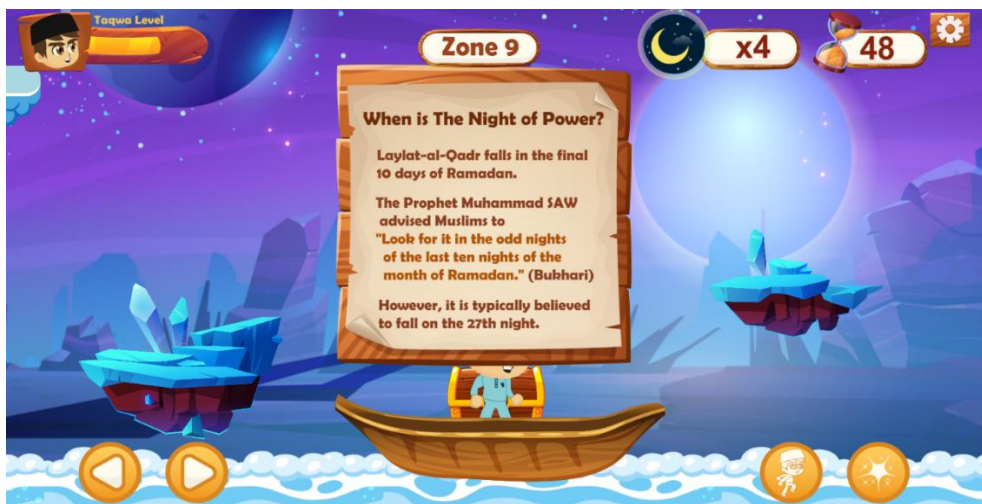 Taqwa Level
Zone 9
x4
48
When is The Night of Power?
Laylat-al-Qadr falls in the final
10 days of Ramadan.
The Prophet Muhammad SAW
advised Muslims to
"Look for it in the odd nights
of the last ten nights of the
month of Ramadan." (Bukhari)
However, it is typically believed
to fall on the 27th night.